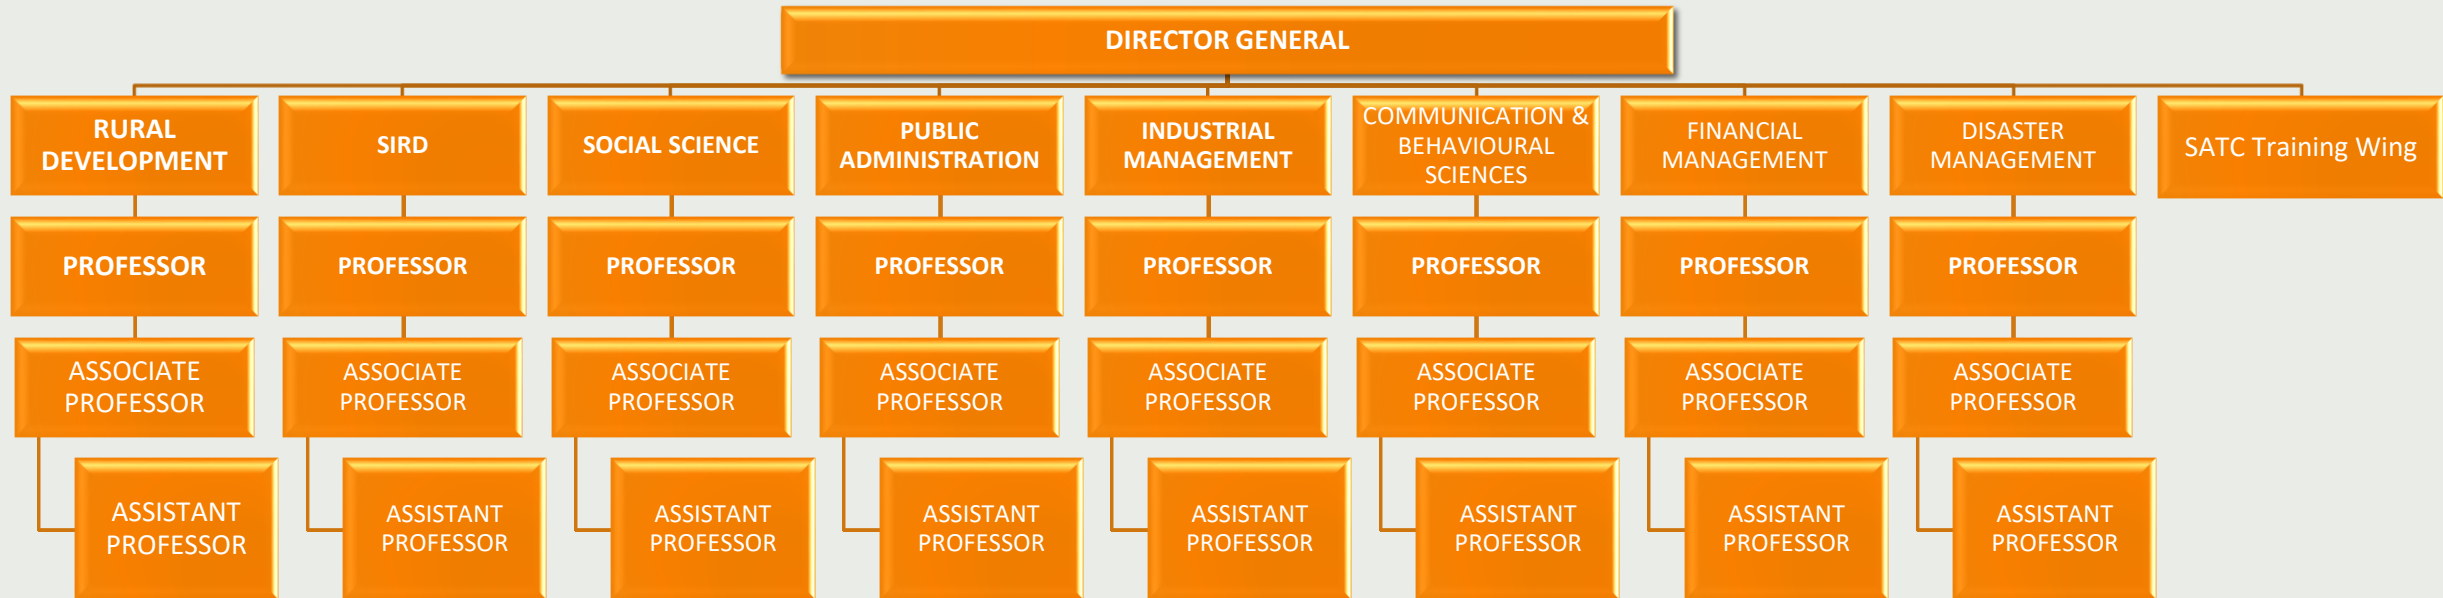 DIRECTOR GENERAL
RURAL
DEVELOPMENT
SIRD
SOCIAL SCIENCE
PUBLIC
ADMINISTRATION
INDUSTRIAL
MANAGEMENT
COMMUNICATION &
BEHAVIOURAL
SCIENCES
FINANCIAL
MANAGEMENT
DISASTER
MANAGEMENT
SATC Training Wing
PROFESSOR
PROFESSOR
PROFESSOR
PROFESSOR
PROFESSOR
PROFESSOR
PROFESSOR
PROFESSOR
ASSOCIATE
PROFESSOR
ASSOCIATE
PROFESSOR
ASSOCIATE
PROFESSOR
ASSOCIATE
PROFESSOR
ASSOCIATE
PROFESSOR
ASSOCIATE
PROFESSOR
ASSOCIATE
PROFESSOR
ASSOCIATE
PROFESSOR
ASSISTANT
PROFESSOR
ASSISTANT
PROFESSOR
ASSISTANT
PROFESSOR
ASSISTANT
PROFESSOR
ASSISTANT
PROFESSOR
ASSISTANT
PROFESSOR
ASSISTANT
PROFESSOR
ASSISTANT
PROFESSOR